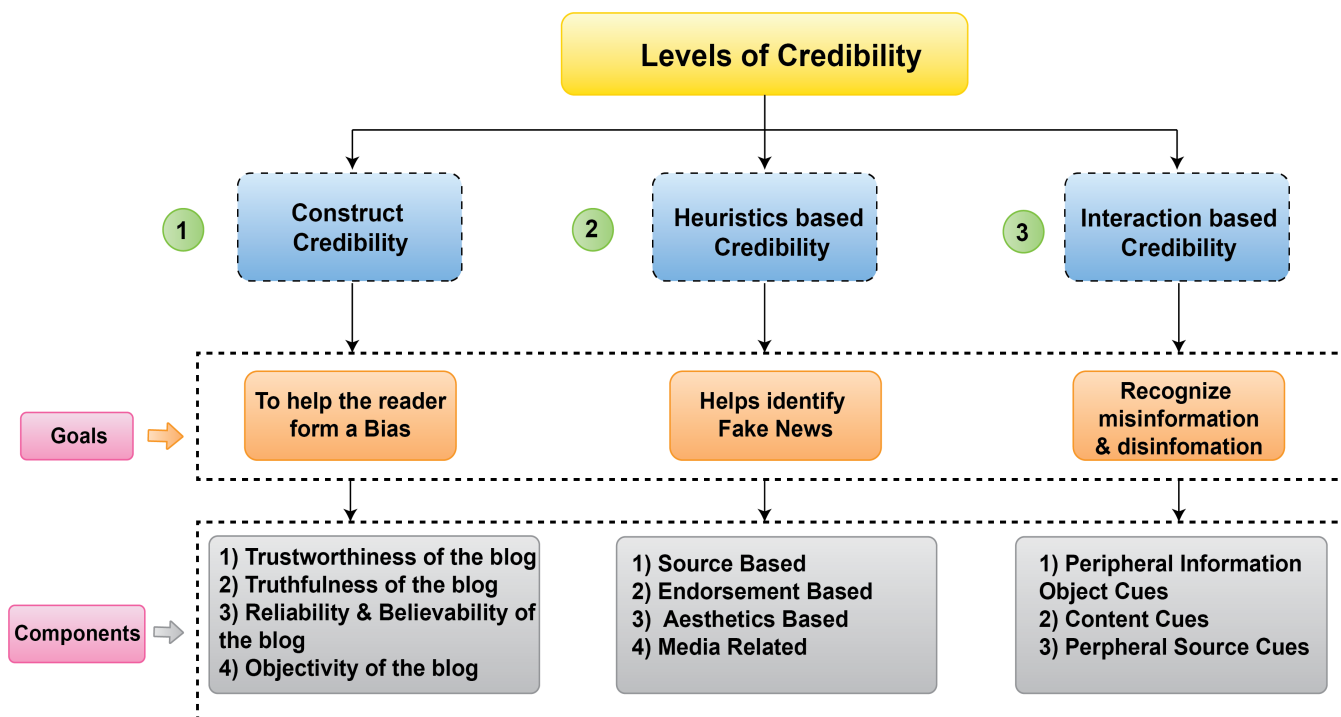 Levels of Credibility
1
Construct
Credibility
2
Heuristics based
Credibility
3
Interaction based
Credibility
Goals
To help the reader
form a Bias
Helps identify
Fake News
Recognize
misinformation
& disinfomation
Components
1) Trustworthiness of the blog
2) Truthfulness of the blog
3) Reliability & Believability of
the blog
4) Objectivity of the blog
1) Source Based
2) Endorsement Based
3) Aesthetics Based
4) Media Related
1) Peripheral Information
Object Cues
2) Content Cues
3) Perpheral Source Cues